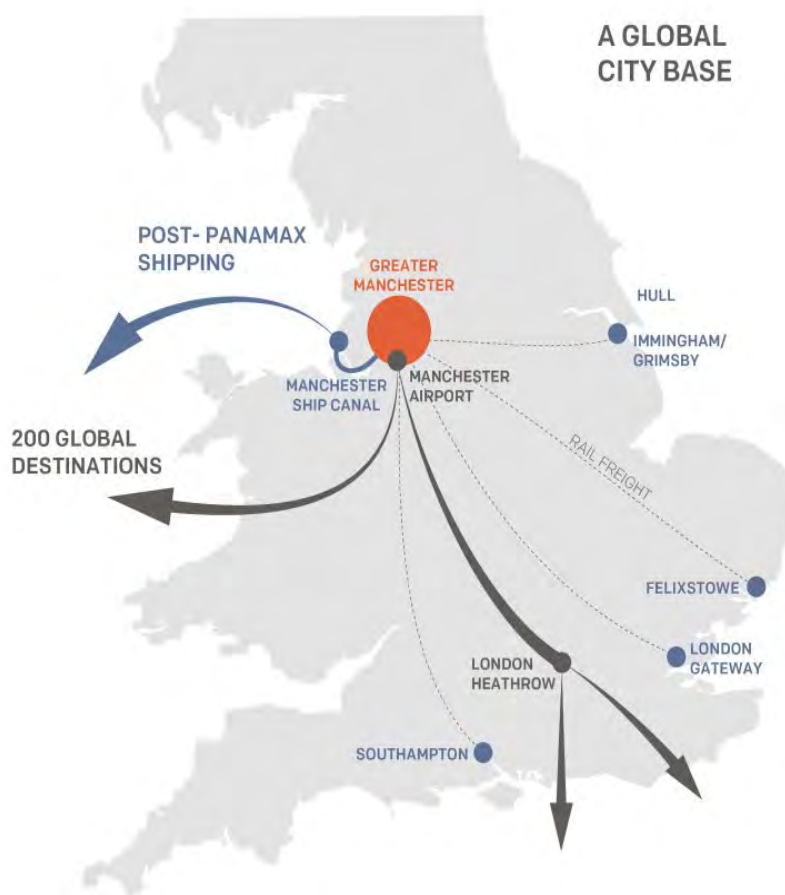 A GLOBAL
CITY BASE
POST- PANAMAX
SHIPPING
GREATER
MANCHESTER
HULL
IMMINGHAM/
GRIMSBY
MANCHESTER
SHIP CANAL
MANCHESTER
AIRPORT
200 GLOBAL
DESTINATIONS
RAIL FREIGHT
FELIXSTOWE
LONDON
GATEWAY
LONDON
HEATHROW
SOUTHAMPTON